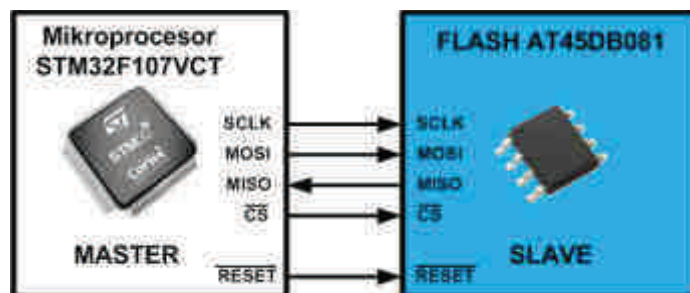 Mikroprocesor
STM32F107VCT
FLASH AT45DB081
SCLK
MOSI
MISO
CS
RESET
MASTER
SCLK
MOSI
MISO
CS
RESET
SLAVE